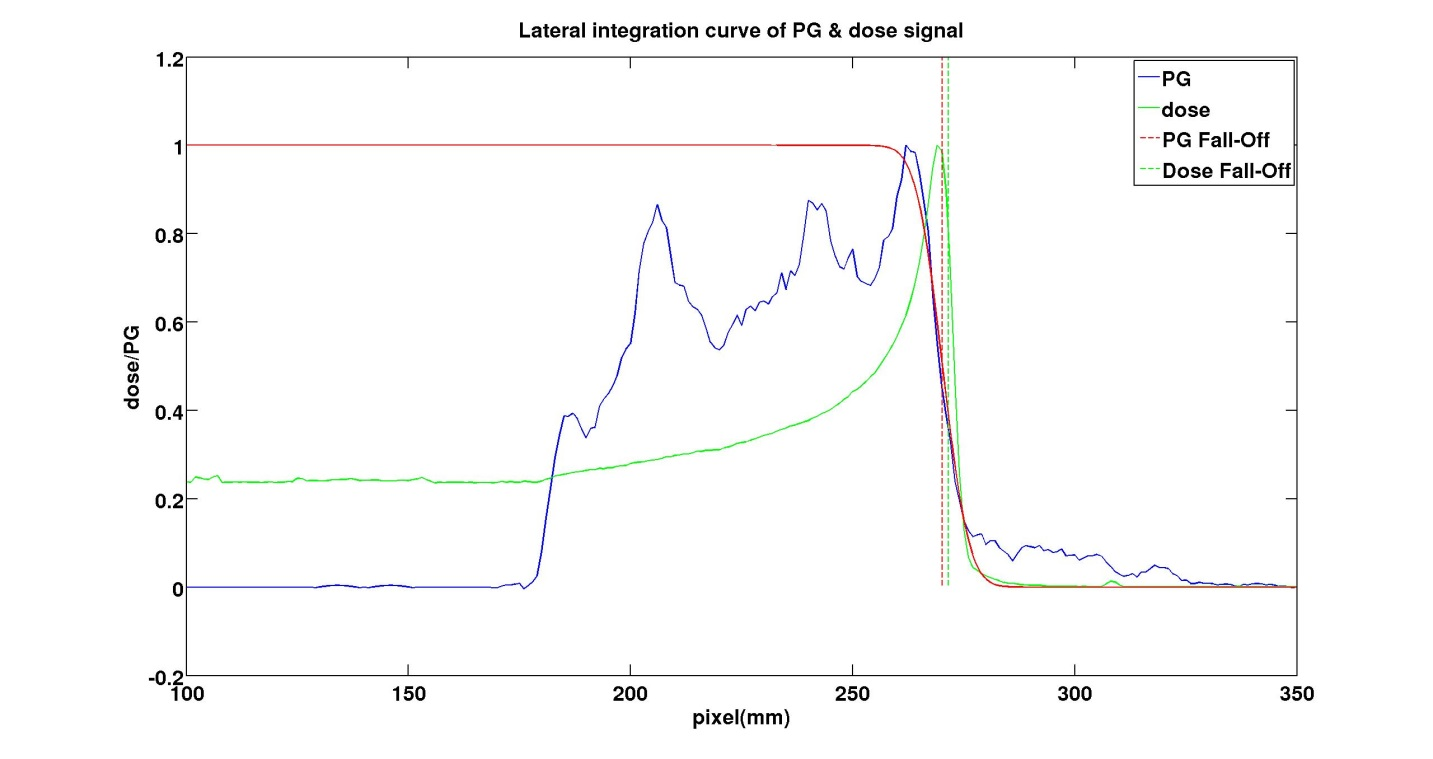 Lateral integration curve of PG & dose signal
1.2
1
0.8
0.6
0.4
0.2
0
-0.2
dose/PG
PG
dose
PG Fall-Off
Dose Fall-Off
100 150 200 250 300 350
pixel(mm)